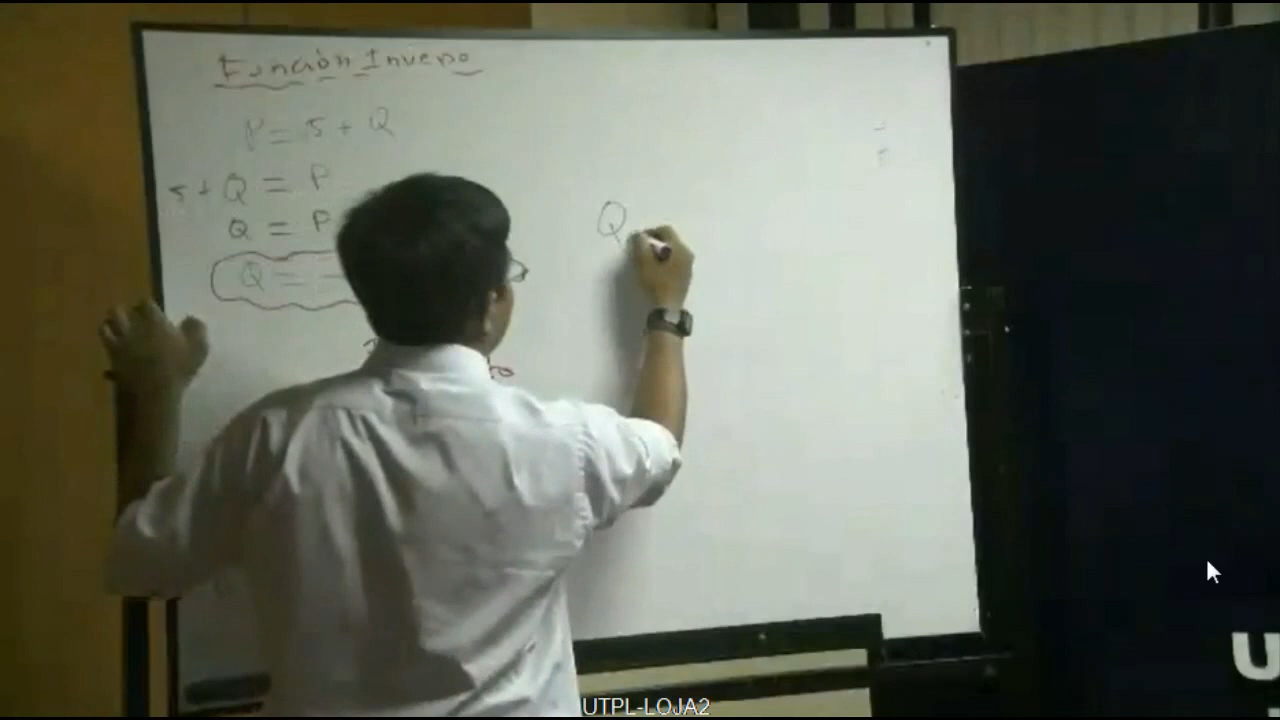 Función Inversa
P = 5 + Q
5 + Q = P
Q = P
Q = -
Q
UTPL-LOJA2
U